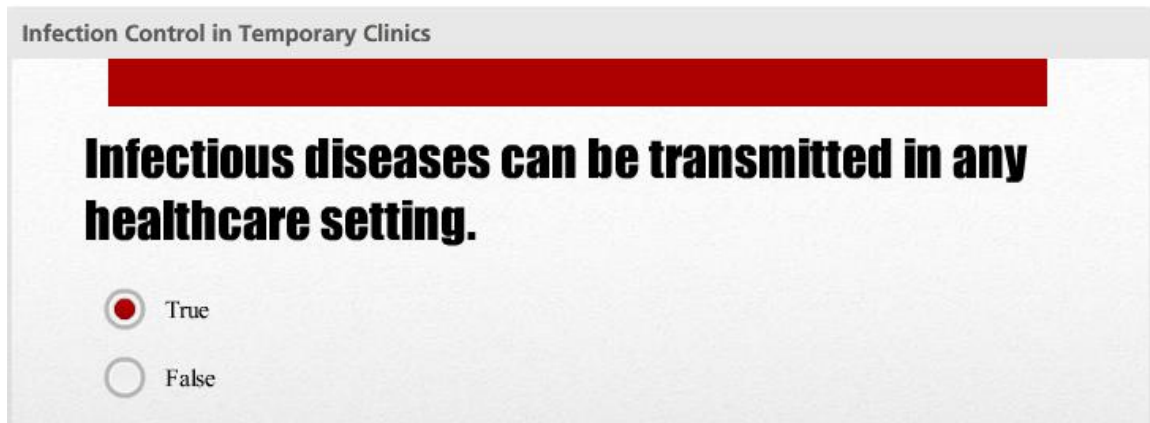 Infection Control in Temporary Clinics
Infectious diseases can be transmitted in any
healthcare setting.
True
False